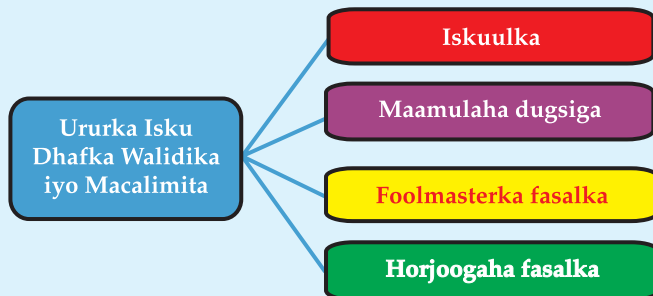 Ururka Isku
Dhafka Walidika
iyo Macalimita
Iskuulka
Maamulaha dugsiga
Foolmasterka fasalka
Horjoogaha fasalka